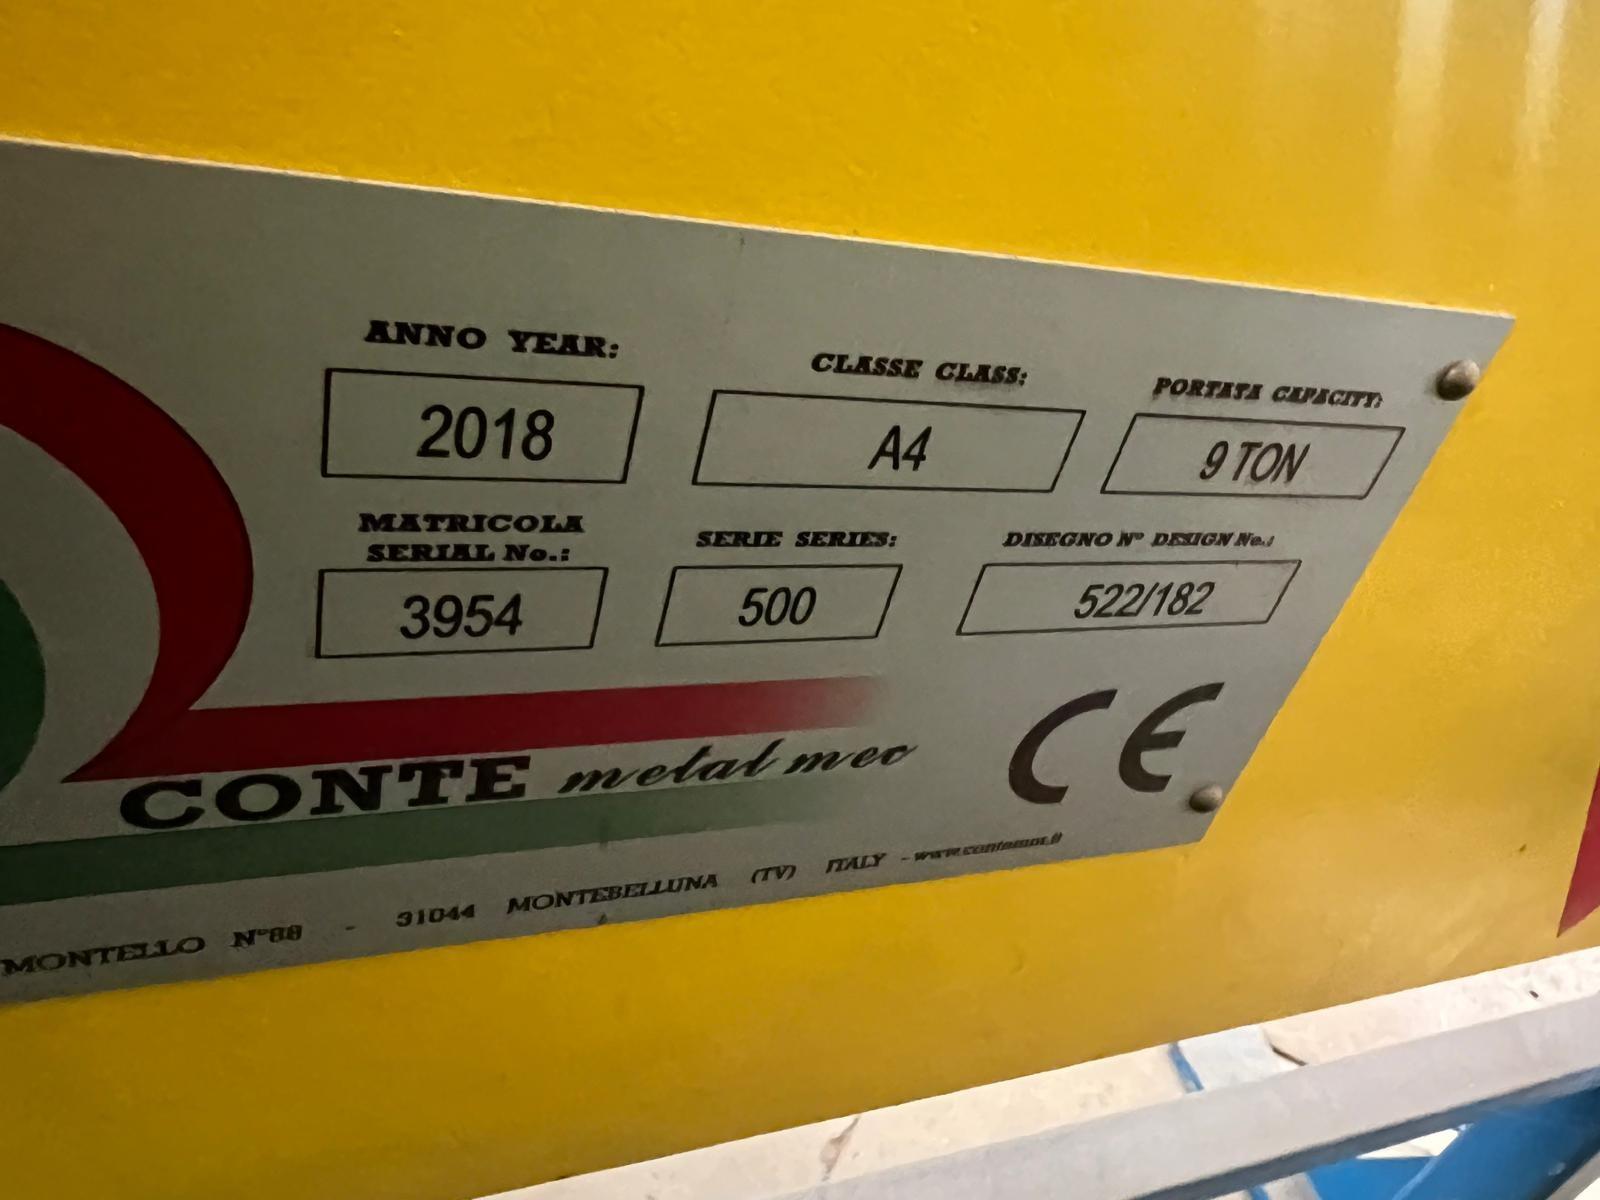 ANNO YEAR:
2018
CLASSE CLASS:
A4
PORTATA CAPACITY:
9 TON
MATRICOLA
SERIAL No.:
3954
SERIE SERIES:
500
DISEGNO N° DESIGN No.:
522/182
CONTE metal mec
CE
MONTELLO N°88 - 31044 MONTEBELLUNA (TV) ITALY -